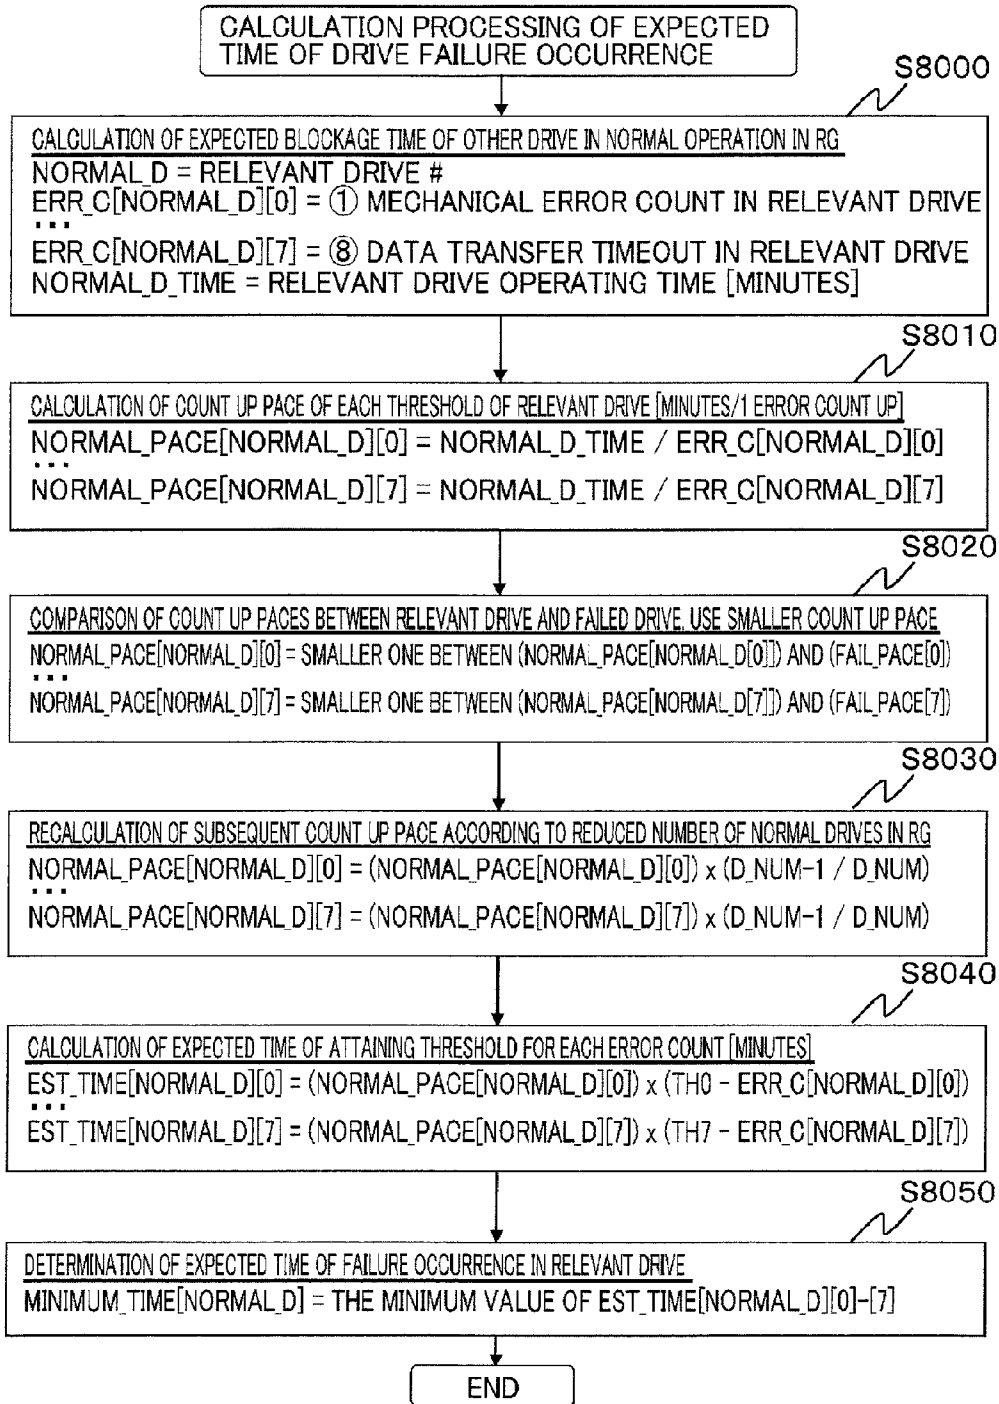 CALCULATION PROCESSING OF EXPECTED
TIME OF DRIVE FAILURE OCCURRENCE
S8000
CALCULATION OF EXPECTED BLOCKAGE TIME OF OTHER DRIVE IN NORMAL OPERATION IN RG
NORMAL_D = RELEVANT DRIVE #
ERR_C[NORMAL_D][0] = ① MECHANICAL ERROR COUNT IN RELEVANT DRIVE
...
ERR_C[NORMAL_D][7] = ⑧ DATA TRANSFER TIMEOUT IN RELEVANT DRIVE
NORMAL_D_TIME = RELEVANT DRIVE OPERATING TIME [MINUTES]
S8010
CALCULATION OF COUNT UP PACE OF EACH THRESHOLD OF RELEVANT DRIVE [MINUTES/1 ERROR COUNT UP]
NORMAL_PACE[NORMAL_D][0] = NORMAL_D_TIME / ERR_C[NORMAL_D][0]
...
NORMAL_PACE[NORMAL_D][7] = NORMAL_D_TIME / ERR_C[NORMAL_D][7]
S8020
COMPARISON OF COUNT UP PACES BETWEEN RELEVANT DRIVE AND FAILED DRIVE. USE SMALLER COUNT UP PACE
NORMAL_PACE[NORMAL_D][0] = SMALLER ONE BETWEEN (NORMAL_PACE[NORMAL_D[0]]) AND (FAIL_PACE[0])
...
NORMAL_PACE[NORMAL_D][7] = SMALLER ONE BETWEEN (NORMAL_PACE[NORMAL_D[7]]) AND (FAIL_PACE[7])
S8030
RECALCULATION OF SUBSEQUENT COUNT UP PACE ACCORDING TO REDUCED NUMBER OF NORMAL DRIVES IN RG
NORMAL_PACE[NORMAL_D][0] = (NORMAL_PACE[NORMAL_D][0]) x (D_NUM-1 / D_NUM)
...
NORMAL_PACE[NORMAL_D][7] = (NORMAL_PACE[NORMAL_D][7]) x (D_NUM-1 / D_NUM)
S8040
CALCULATION OF EXPECTED TIME OF ATTAINING THRESHOLD FOR EACH ERROR COUNT [MINUTES]
EST_TIME[NORMAL_D][0] = (NORMAL_PACE[NORMAL_D][0]) x (TH0 - ERR_C[NORMAL_D][0])
...
EST_TIME[NORMAL_D][7] = (NORMAL_PACE[NORMAL_D][7]) x (TH7 - ERR_C[NORMAL_D][7])
S8050
DETERMINATION OF EXPECTED TIME OF FAILURE OCCURRENCE IN RELEVANT DRIVE
MINIMUM_TIME[NORMAL_D] = THE MINIMUM VALUE OF EST_TIME[NORMAL_D][0]-[7]
END